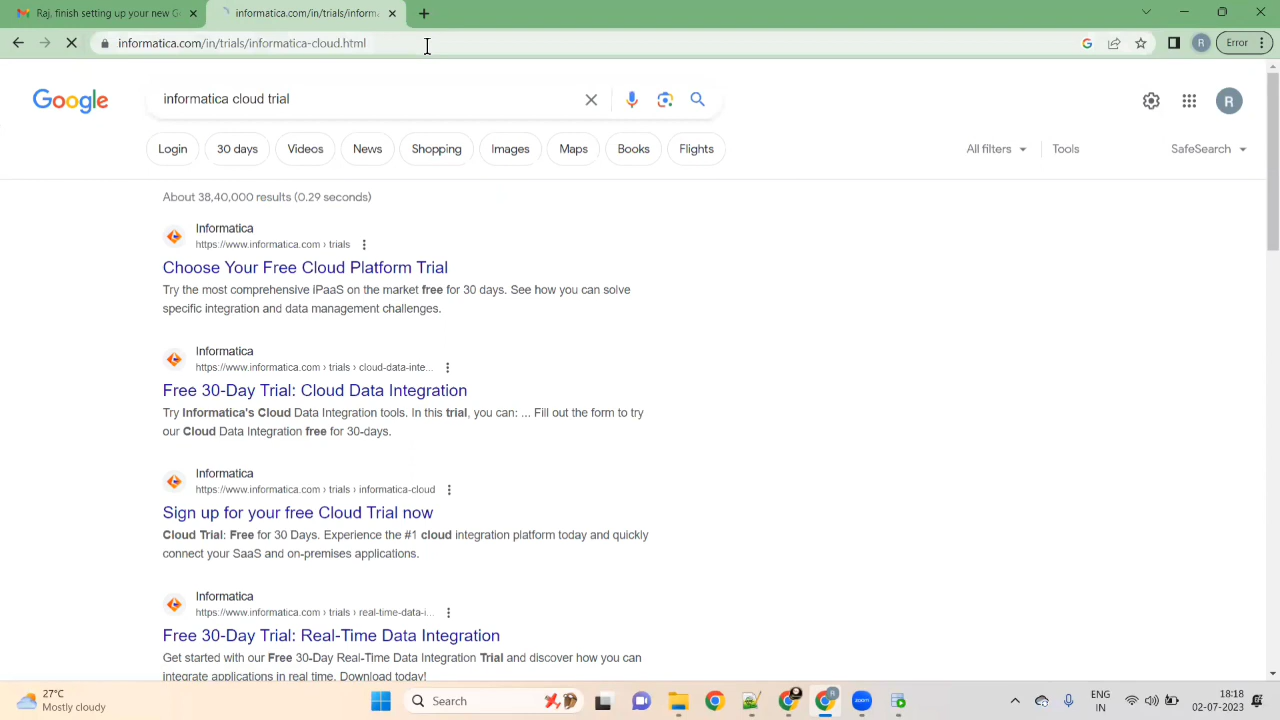 Raj, finish setting up your new G
informatica.com/in/trials/informa
informatica.com/in/trials/informatica-cloud.html
R
Error
Google
informatica cloud trial
R
Login
30 days
Videos
News
Shopping
Images
Maps
Books
Flights
All filters
Tools
SafeSearch
About 38,40,000 results (0.29 seconds)
Informatica
https://www.informatica.com › trials
Choose Your Free Cloud Platform Trial
Try the most comprehensive iPaaS on the market free for 30 days. See how you can solve
specific integration and data management challenges.
Informatica
https://www.informatica.com › trials › cloud-data-inte...
Free 30-Day Trial: Cloud Data Integration
Try Informatica's Cloud Data Integration tools. In this trial, you can: ... Fill out the form to try
our Cloud Data Integration free for 30-days.
Informatica
https://www.informatica.com › trials › informatica-cloud
Sign up for your free Cloud Trial now
Cloud Trial: Free for 30 Days. Experience the #1 cloud integration platform today and quickly
connect your SaaS and on-premises applications.
Informatica
https://www.informatica.com › trials › real-time-data-i...
Free 30-Day Trial: Real-Time Data Integration
Get started with our Free 30-Day Real-Time Data Integration Trial and discover how you can
integrate applications in real time. Download today!
27°C
Mostly cloudy
Search
zoom
ENG
IN
18:18
02-07-2023